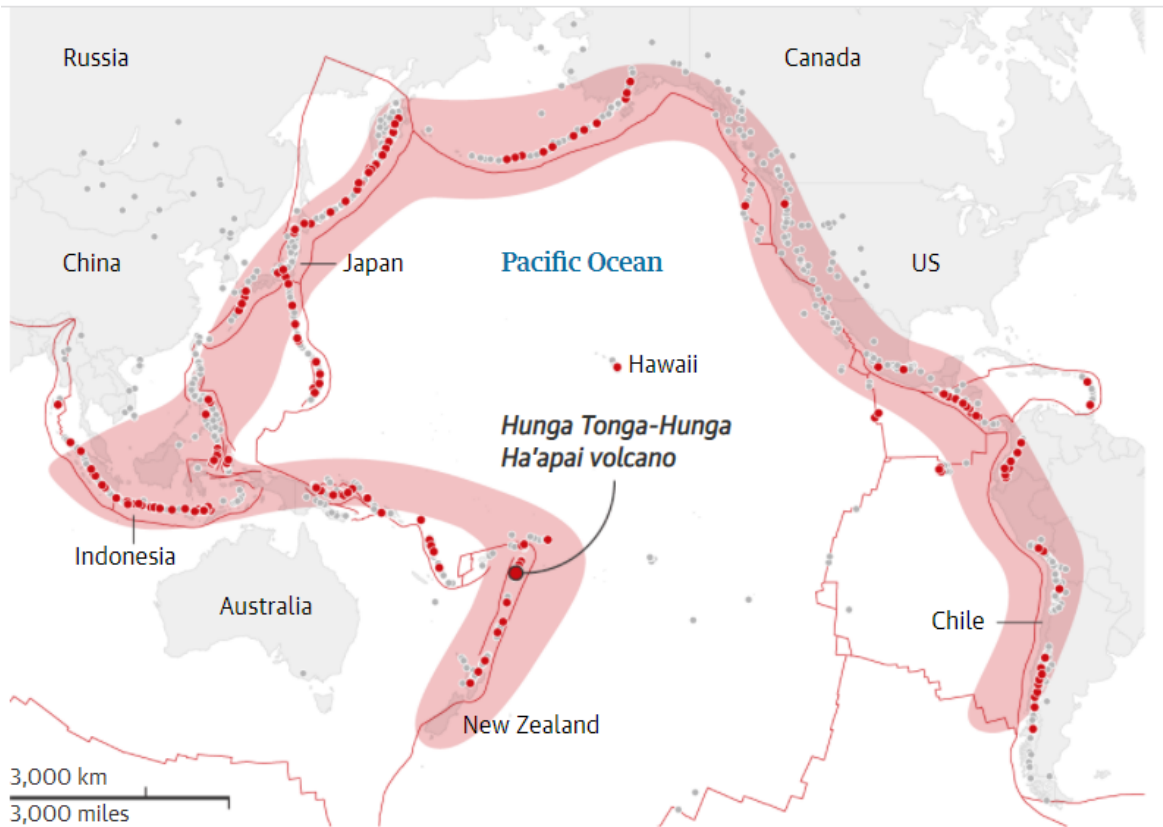 Russia
Canada
China
Japan
Pacific Ocean
US
Hawaii
Hunga Tonga-Hunga
Ha'apai volcano
Indonesia
Australia
Chile
New Zealand
3,000 km
3,000 miles